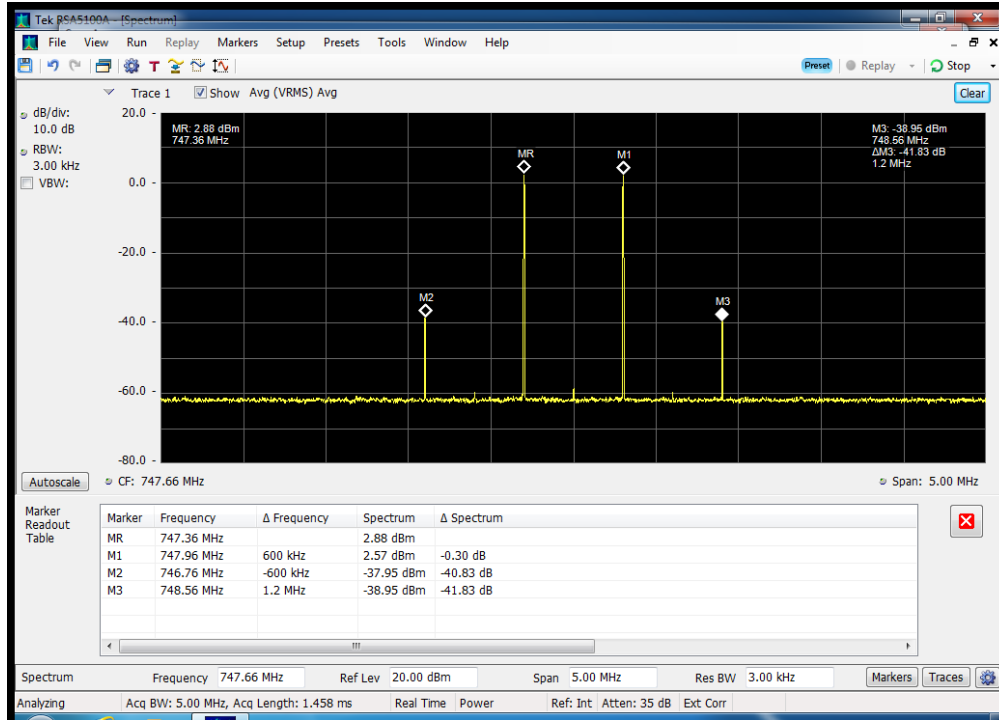 Tek RSA5100A - [Spectrum]
File View Run Replay Markers Setup Presets Tools Window Help
T Preset Replay Stop
Trace 1 Show Avg (VRMS) Avg Clear
dB/div:
10.0 dB
RBW:
3.00 kHz
VBW:
20.0
0.0
-20.0
-40.0
-60.0
-80.0
MR: 2.88 dBm
747.36 MHz
M3: -38.95 dBm
748.56 MHz
ΔM3: -41.83 dB
1.2 MHz
MR
M1
M2
M3
Autoscale CF: 747.66 MHz Span: 5.00 MHz
Marker
Readout
Table
Marker Frequency Δ Frequency Spectrum Δ Spectrum
MR 747.36 MHz 2.88 dBm
M1 747.96 MHz 600 kHz 2.57 dBm -0.30 dB
M2 746.76 MHz -600 kHz -37.95 dBm -40.83 dB
M3 748.56 MHz 1.2 MHz -38.95 dBm -41.83 dB
Spectrum Frequency 747.66 MHz Ref Lev 20.00 dBm Span 5.00 MHz Res BW 3.00 kHz Markers Traces
Analyzing Acq BW: 5.00 MHz, Acq Length: 1.458 ms Real Time Power Ref: Int Atten: 35 dB Ext Corr